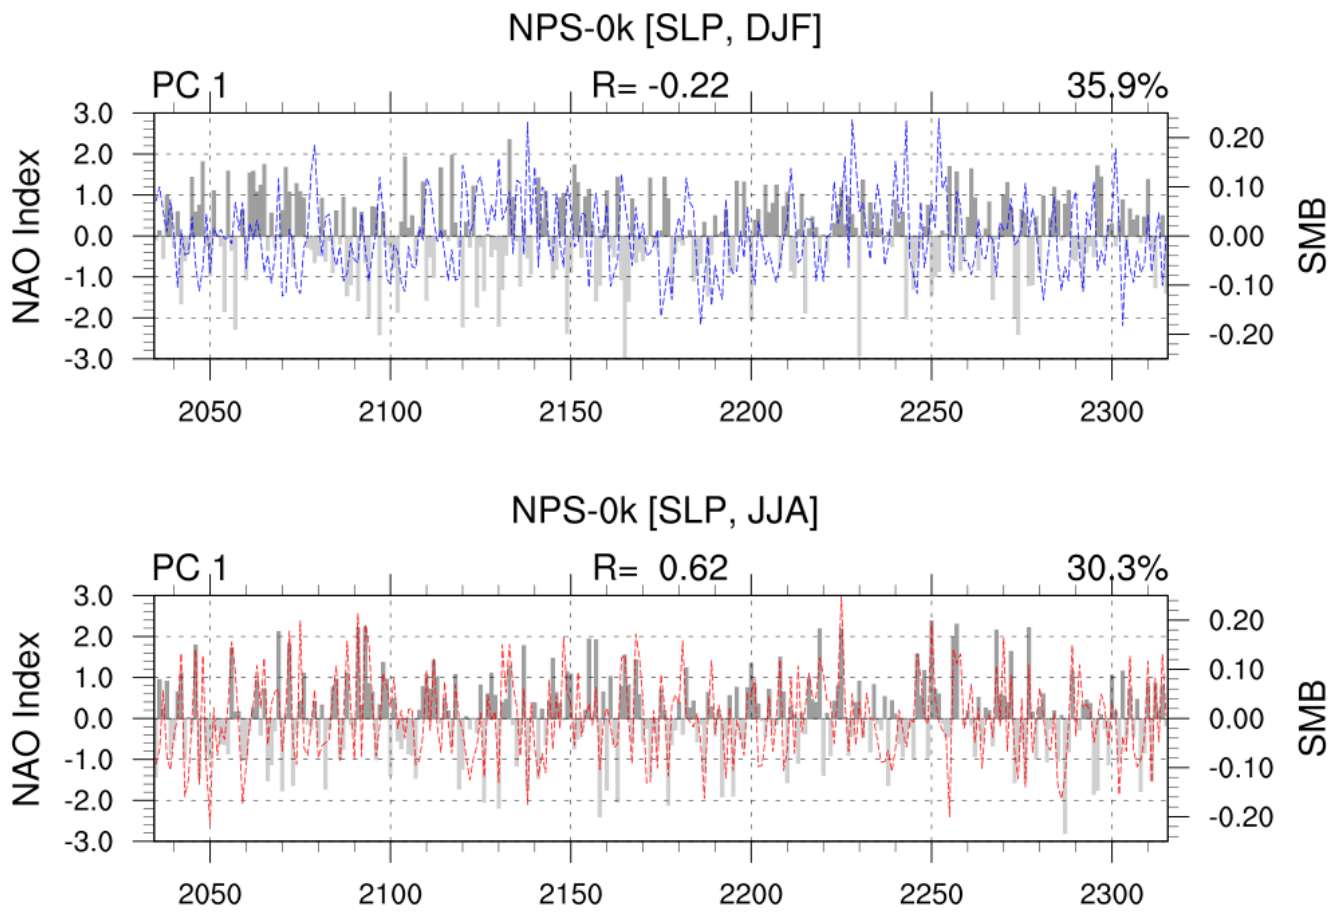 NPS-0k [SLP, DJF]
PC 1 R= -0.22 35.9%
3.0
2.0
1.0
0.0
-1.0
-2.0
-3.0
NAO Index
0.20
0.10
0.00
-0.10
-0.20
SMB
2050 2100 2150 2200 2250 2300
NPS-0k [SLP, JJA]
PC 1 R= 0.62 30.3%
3.0
2.0
1.0
0.0
-1.0
-2.0
-3.0
NAO Index
0.20
0.10
0.00
-0.10
-0.20
SMB
2050 2100 2150 2200 2250 2300